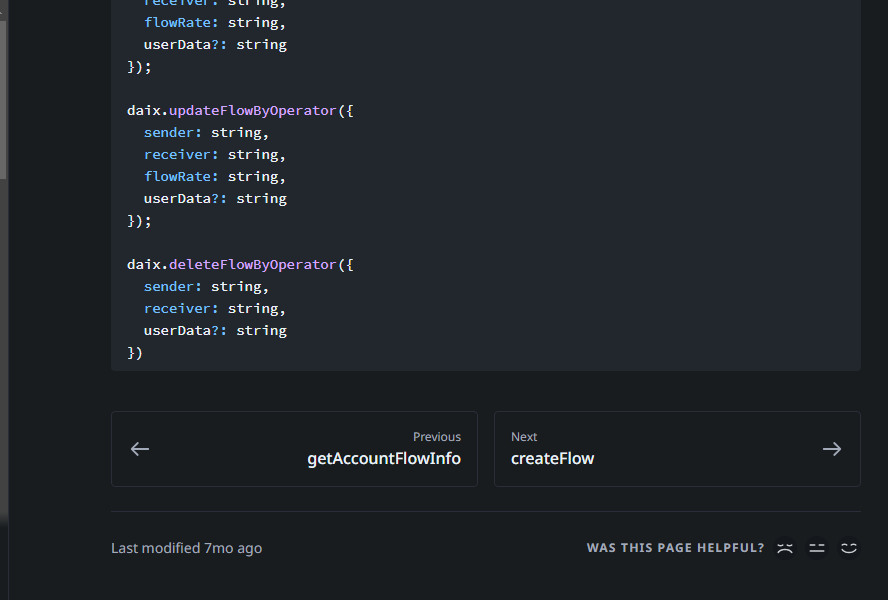 receiver: string,
flowRate: string,
userData?: string
});
daix.updateFlowByOperator({
sender: string,
receiver: string,
flowRate: string,
userData?: string
});
daix.deleteFlowByOperator({
sender: string,
receiver: string,
userData?: string
})
Previous
getAccountFlowInfo
Next
createFlow
Last modified 7mo ago
WAS THIS PAGE HELPFUL?